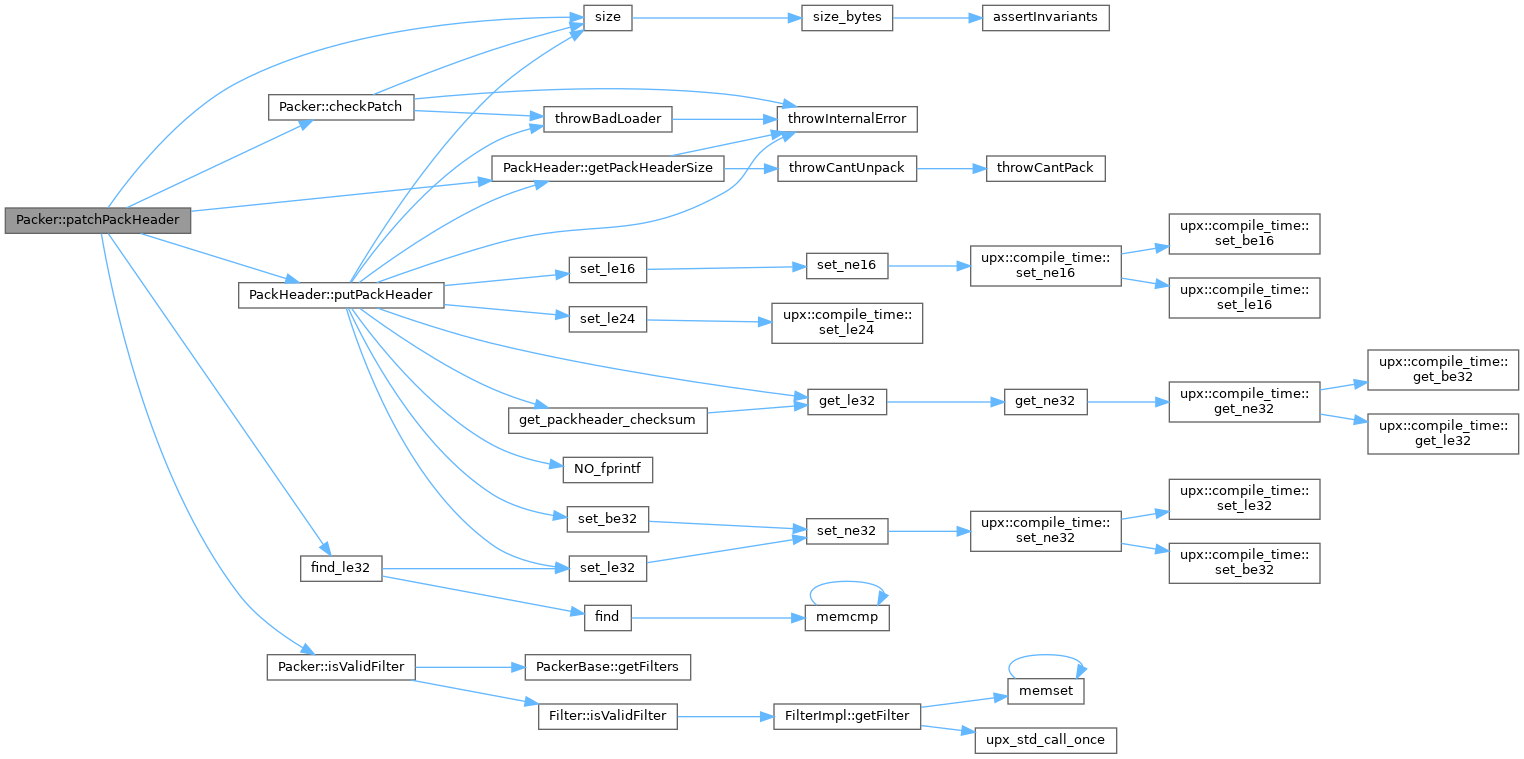 size
size_bytes
assertInvariants
Packer::checkPatch
throwBadLoader
throwInternalError
PackHeader::getPackHeaderSize
throwCantUnpack
throwCantPack
Packer::patchPackHeader
PackHeader::putPackHeader
set_le16
set_ne16
upx::compile_time::
set_ne16
upx::compile_time::
set_be16
upx::compile_time::
set_le16
set_le24
upx::compile_time::
set_le24
get_le32
get_ne32
upx::compile_time::
get_ne32
upx::compile_time::
get_be32
upx::compile_time::
get_le32
get_packheader_checksum
NO_fprintf
set_be32
set_ne32
upx::compile_time::
set_ne32
upx::compile_time::
set_le32
upx::compile_time::
set_be32
find_le32
set_le32
find
memcmp
Packer::isValidFilter
PackerBase::getFilters
Filter::isValidFilter
FilterImpl::getFilter
memset
upx_std_call_once